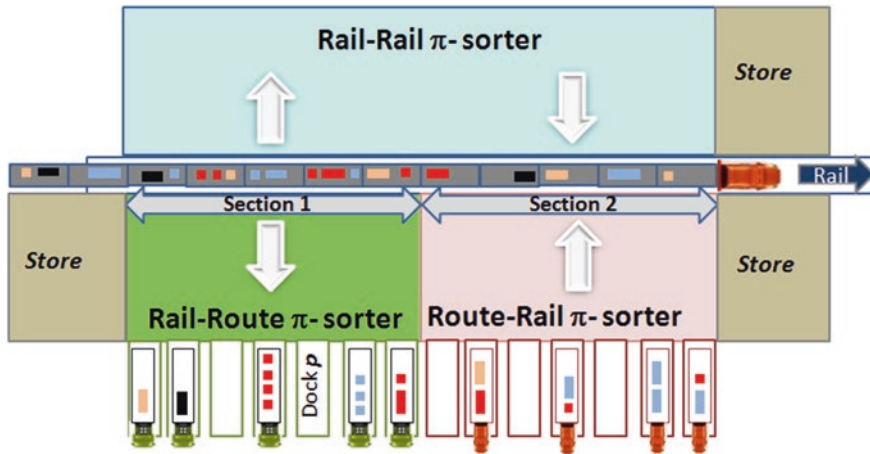 Rail-Rail π- sorter
Store
Rail
Section 1
Section 2
Store
Store
Rail-Route π- sorter
Route-Rail π- sorter
Dock p